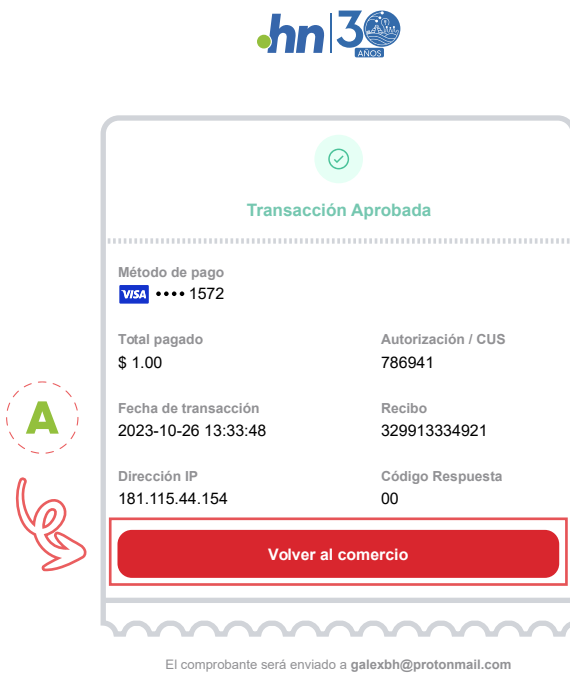 .hn 30
AÑOS
Transacción Aprobada
Método de pago
VISA •••• 1572
Total pagado Autorización / CUS
$ 1.00 786941
Fecha de transacción Recibo
2023-10-26 13:33:48 329913334921
A
Dirección IP Código Respuesta
181.115.44.154 00
Volver al comercio
El comprobante será enviado a galexbh@protonmail.com